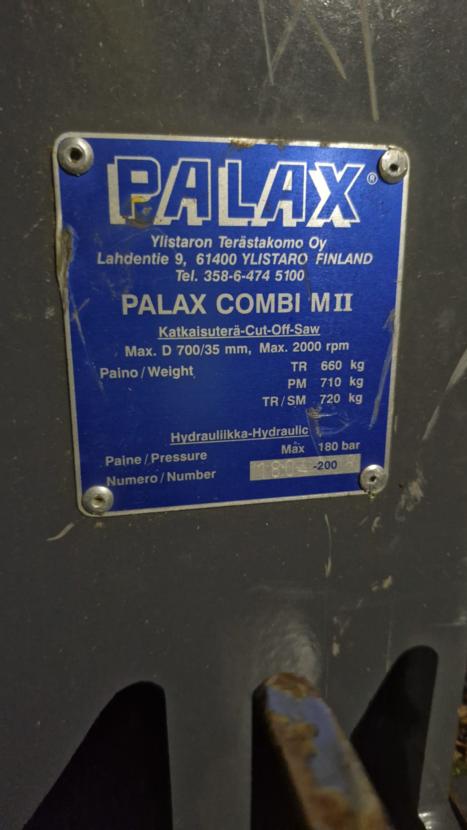 PALAX®
Ylistaron Terästakomo Oy
Lahdentie 9, 61400 YLISTARO FINLAND
Tel. 358-6-474 5100
PALAX COMBI M II
Katkaisuterä-Cut-Off-Saw
Max. D 700/35 mm, Max. 2000 rpm
Paino/Weight TR 660 kg
PM 710 kg
TR/SM 720 kg
Hydrauliikka-Hydraulic
Paine/Pressure Max 180 bar
Numero/Number -200